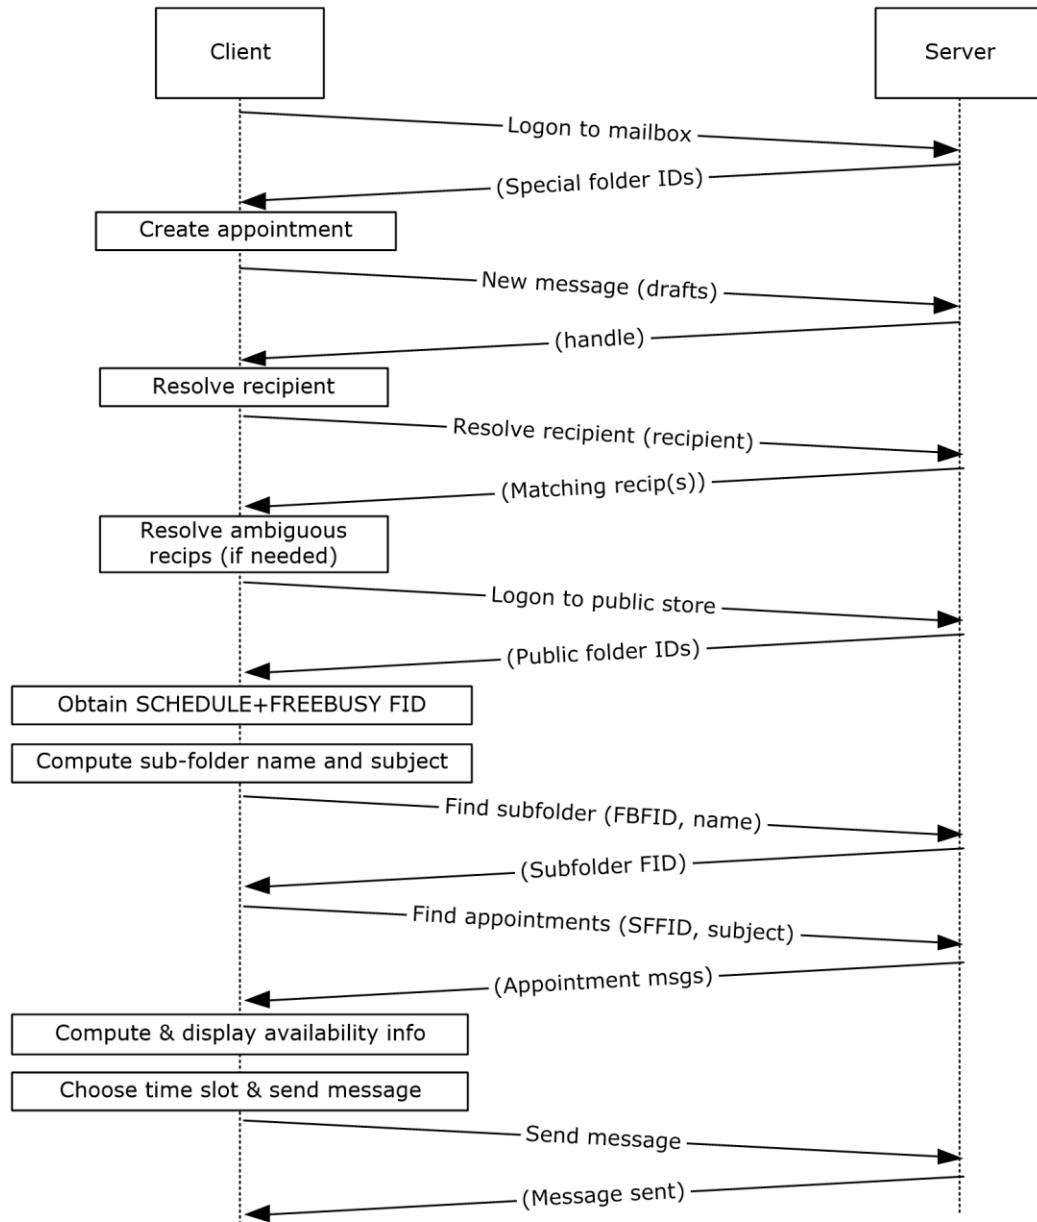 Client
Server
Logon to mailbox
(Special folder IDs)
Create appointment
New message (drafts)
(handle)
Resolve recipient
Resolve recipient (recipient)
(Matching recip(s))
Resolve ambiguous
recips (if needed)
Logon to public store
(Public folder IDs)
Obtain SCHEDULE+FREEBUSY FID
Compute sub-folder name and subject
Find subfolder (FBFID, name)
(Subfolder FID)
Find appointments (SFFID, subject)
(Appointment msgs)
Compute & display availability info
Choose time slot & send message
Send message
(Message sent)